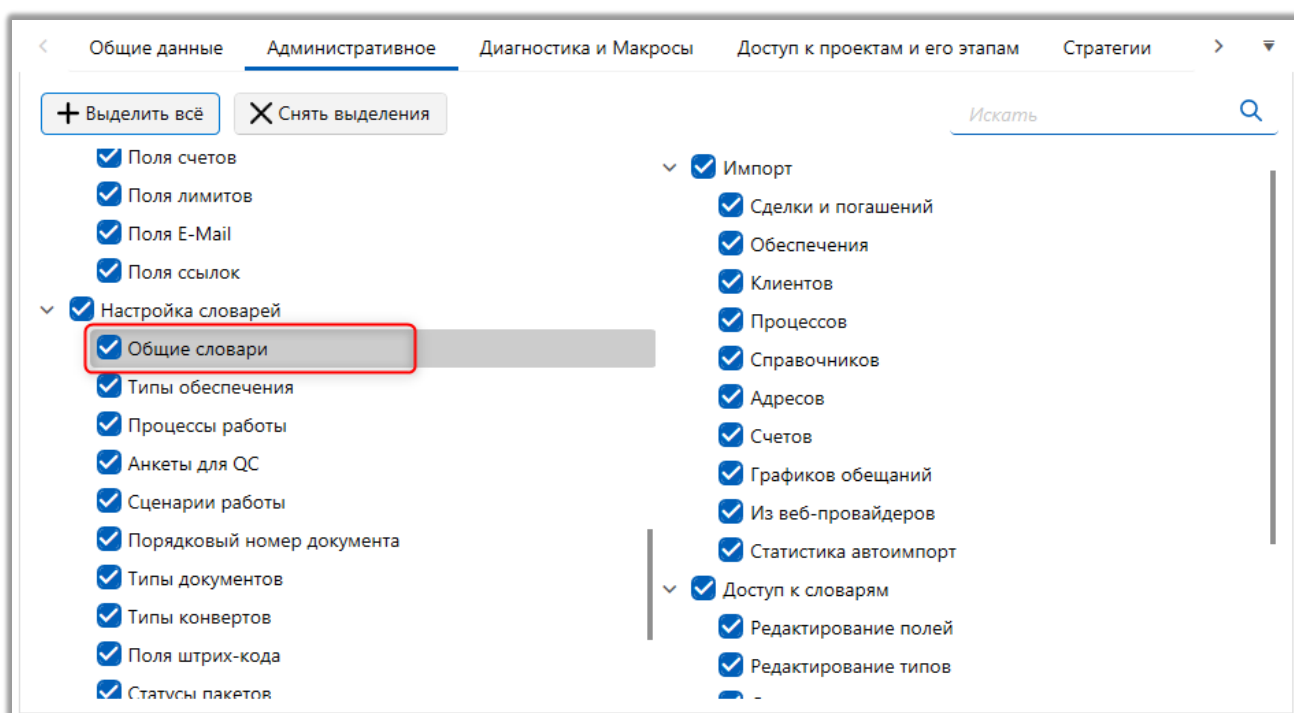 Общие данные Административное Диагностика и Макросы Доступ к проектам и его этапам Стратегии
Выделить всё Снять выделения Искать
Поля счетов
Поля лимитов
Поля E-Mail
Поля ссылок
Настройка словарей
Общие словари
Типы обеспечения
Процессы работы
Анкеты для QC
Сценарии работы
Порядковый номер документа
Типы документов
Типы конвертов
Поля штрих-кода
Статусы пакетов
Импорт
Сделки и погашений
Обеспечения
Клиентов
Процессов
Справочников
Адресов
Счетов
Графиков обещаний
Из веб-провайдеров
Статистика автоимпорт
Доступ к словарям
Редактирование полей
Редактирование типов